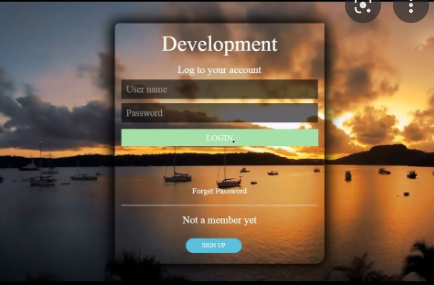 Development
Log to your account
User name
Password
LOGIN
Forget Password
Not a member yet
SIGN UP